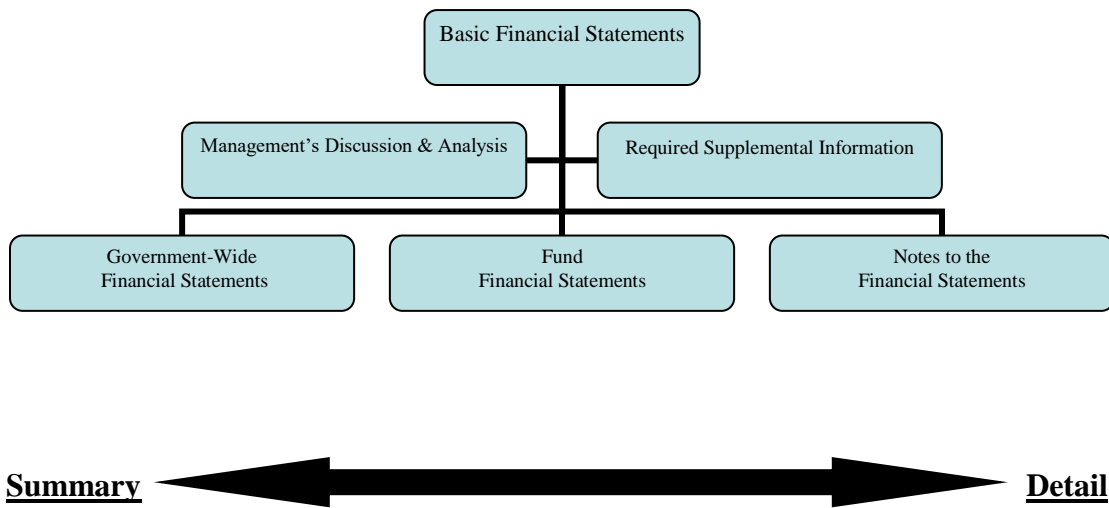 Basic Financial Statements
Management’s Discussion & Analysis
Required Supplemental Information
Government-Wide
Financial Statements
Fund
Financial Statements
Notes to the
Financial Statements
Summary
Detail